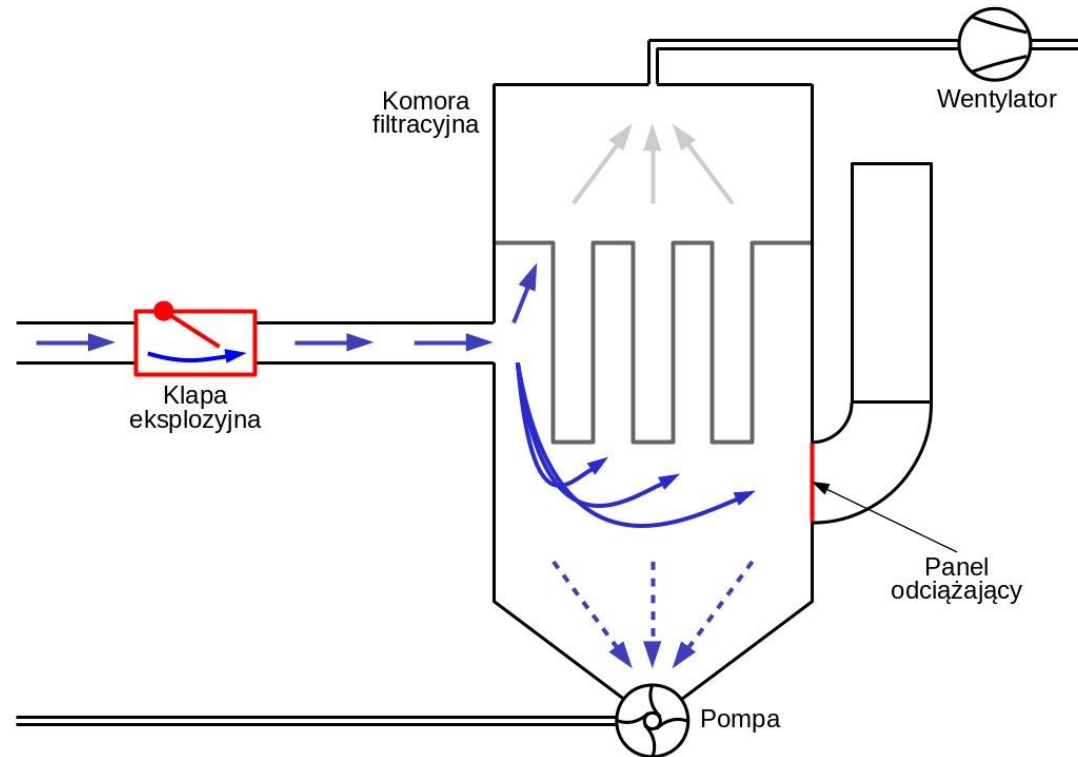 Komora
filtracyjna
Wentylator
Klapa
eksplozyjna
Panel
odciążający
Pompa